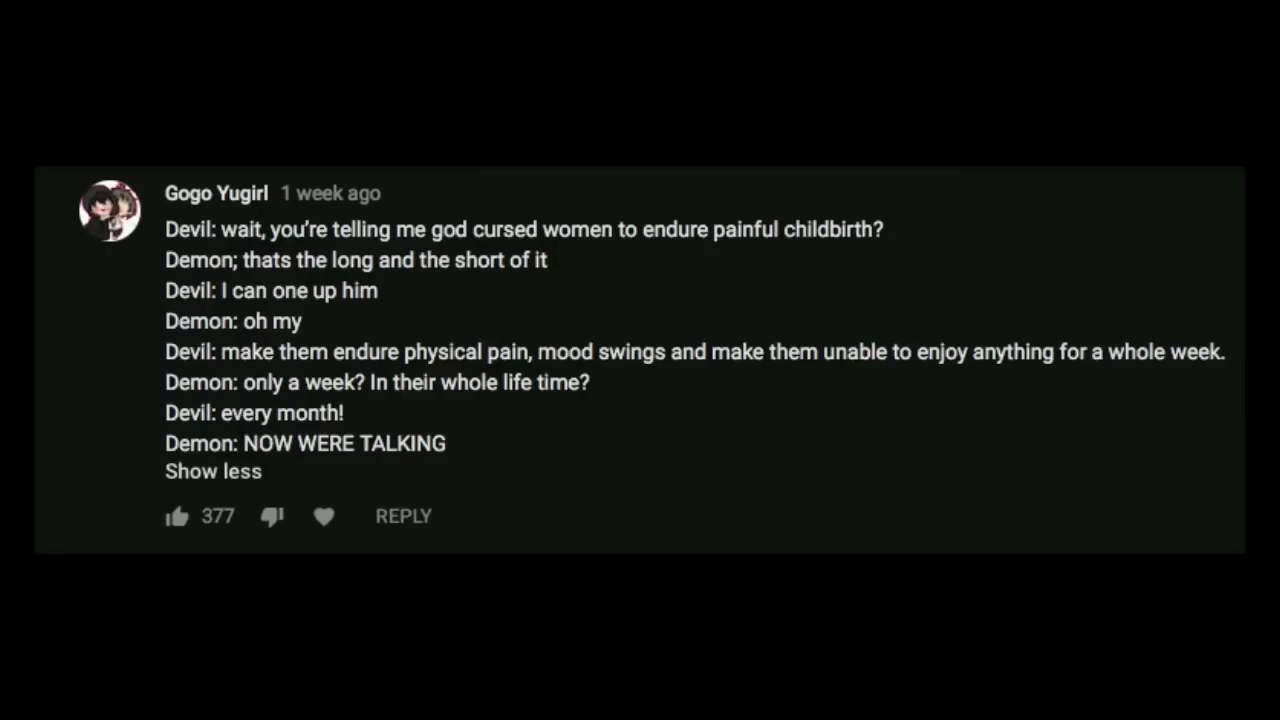 Gogo Yugirl 1 week ago
Devil: wait, you're telling me god cursed women to endure painful childbirth?
Demon; thats the long and the short of it
Devil: I can one up him
Demon: oh my
Devil: make them endure physical pain, mood swings and make them unable to enjoy anything for a whole week.
Demon: only a week? In their whole life time?
Devil: every month!
Demon: NOW WERE TALKING
Show less
377 REPLY